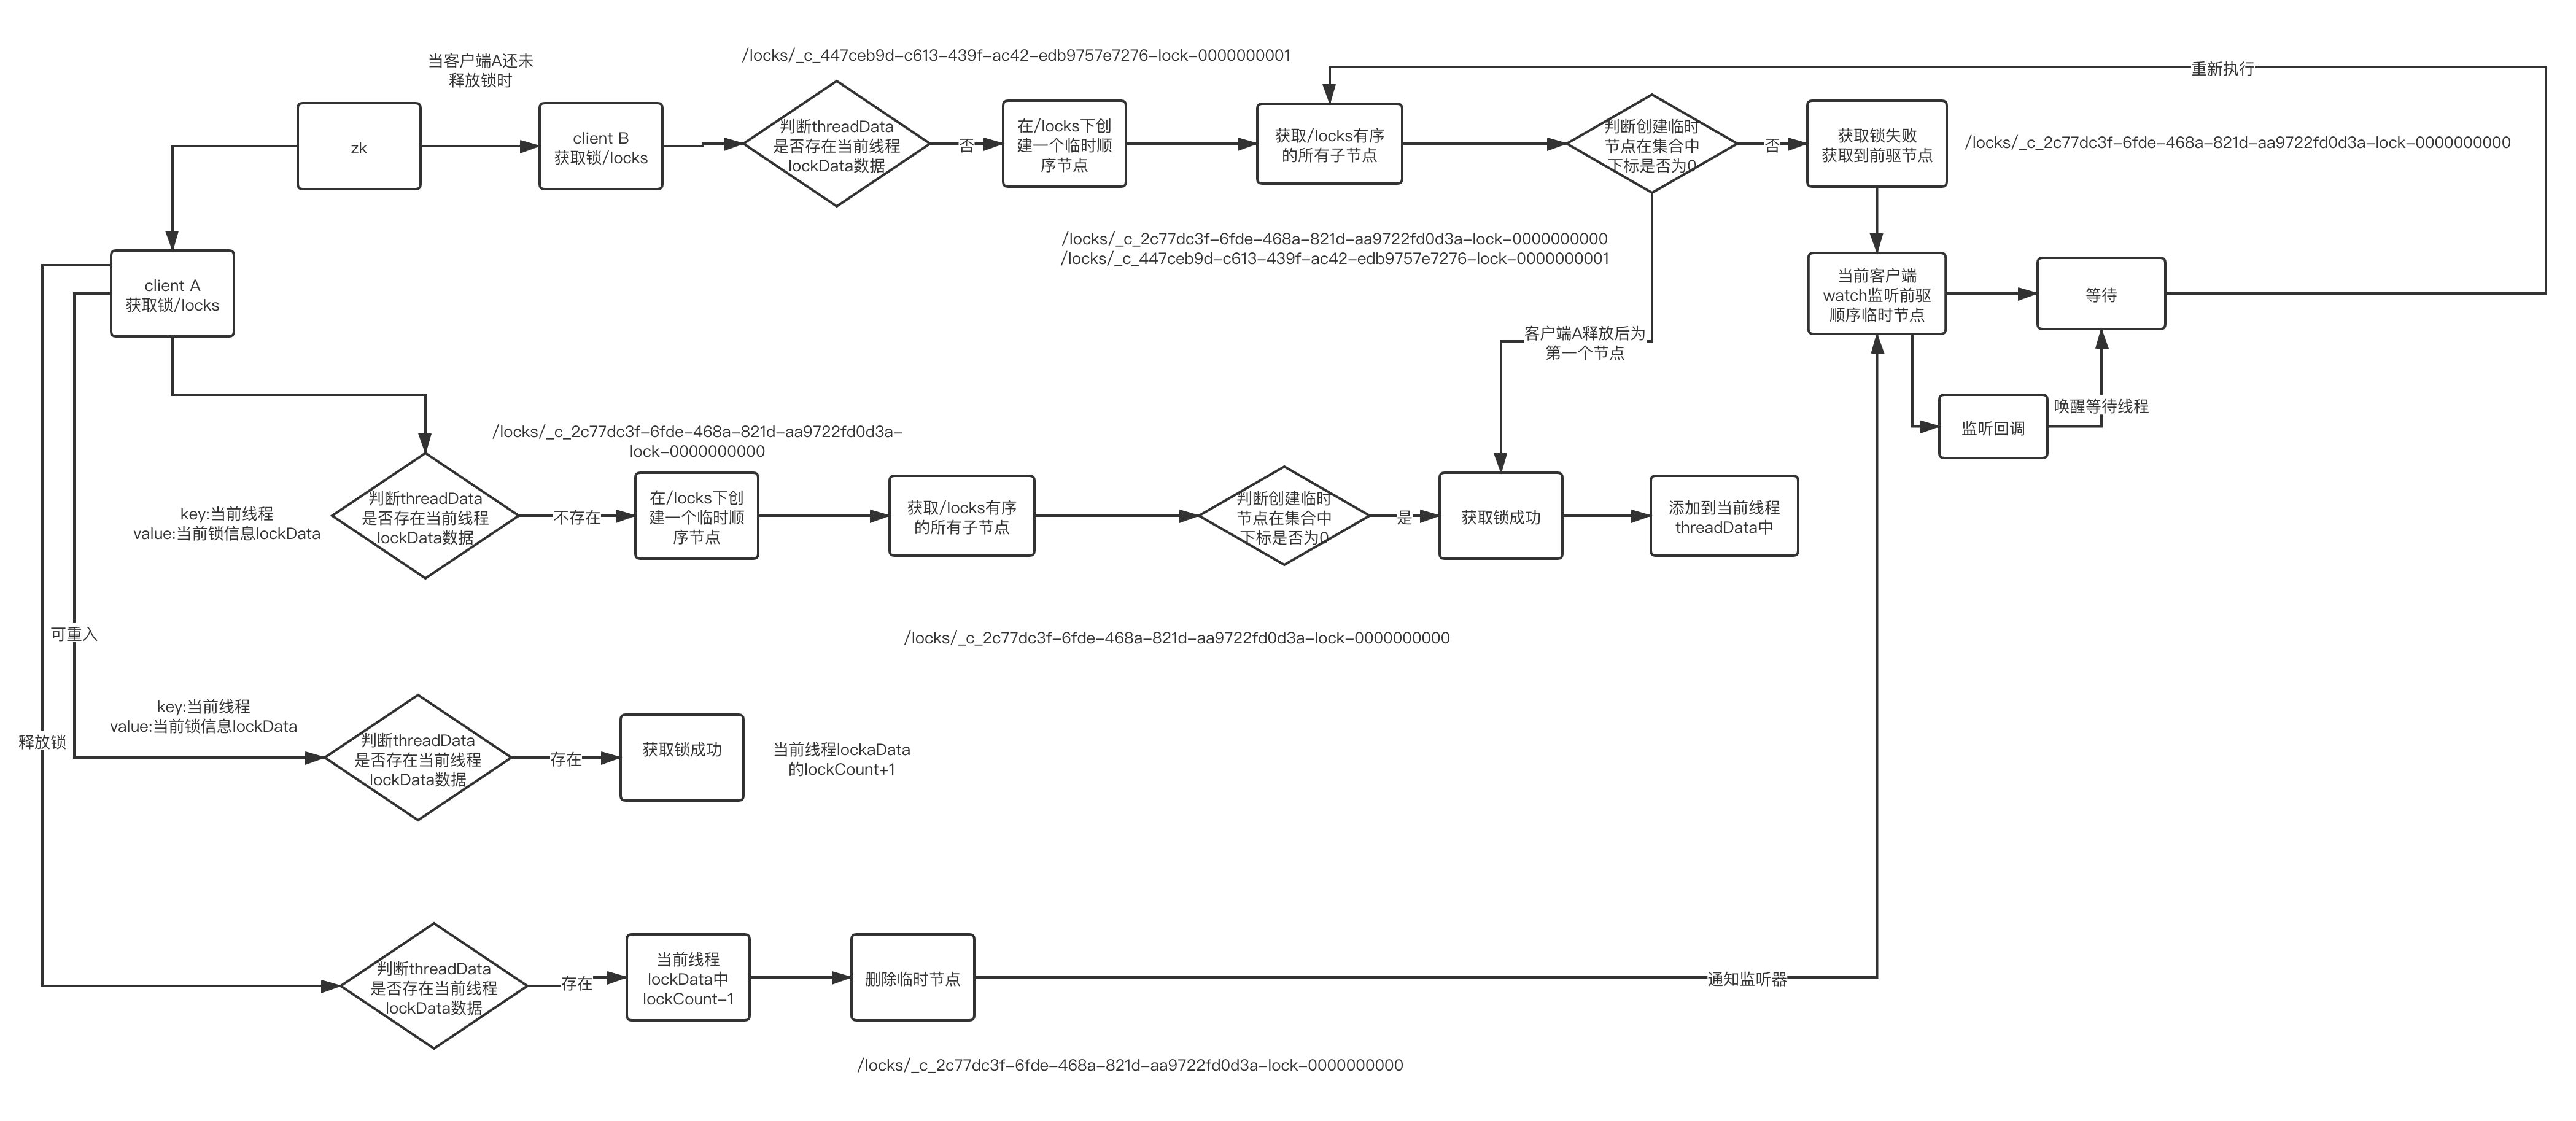 当客户端A还未
释放锁时
/locks/_c_447ceb9d-c613-439f-ac42-edb9757e7276-lock-0000000001
重新执行
zk
client B
获取锁/locks
判断threadData
是否存在当前线程
lockData数据
否
在/locks下创
建一个临时顺
序节点
获取/locks有序
的所有子节点
判断创建临时
节点在集合中
下标是否为0
否
获取锁失败
获取到前驱节点
/locks/_c_2c77dc3f-6fde-468a-821d-aa9722fd0d3a-lock-0000000000
/locks/_c_2c77dc3f-6fde-468a-821d-aa9722fd0d3a-lock-0000000000
/locks/_c_447ceb9d-c613-439f-ac42-edb9757e7276-lock-0000000001
client A
获取锁/locks
当前客户端
watch监听前驱
顺序临时节点
等待
客户端A释放后为
第一个节点
监听回调
唤醒等待线程
/locks/_c_2c77dc3f-6fde-468a-821d-aa9722fd0d3a-
lock-0000000000
key:当前线程
value:当前锁信息lockData
判断threadData
是否存在当前线程
lockData数据
不存在
在/locks下创
建一个临时顺
序节点
获取/locks有序
的所有子节点
判断创建临时
节点在集合中
下标是否为0
是
获取锁成功
添加到当前线程
threadData中
可重入
/locks/_c_2c77dc3f-6fde-468a-821d-aa9722fd0d3a-lock-0000000000
key:当前线程
value:当前锁信息lockData
释放锁
判断threadData
是否存在当前线程
lockData数据
存在
获取锁成功
当前线程lockaData
的lockCount+1
判断threadData
是否存在当前线程
lockData数据
存在
当前线程
lockData中
lockCount-1
删除临时节点
通知监听器
/locks/_c_2c77dc3f-6fde-468a-821d-aa9722fd0d3a-lock-0000000000